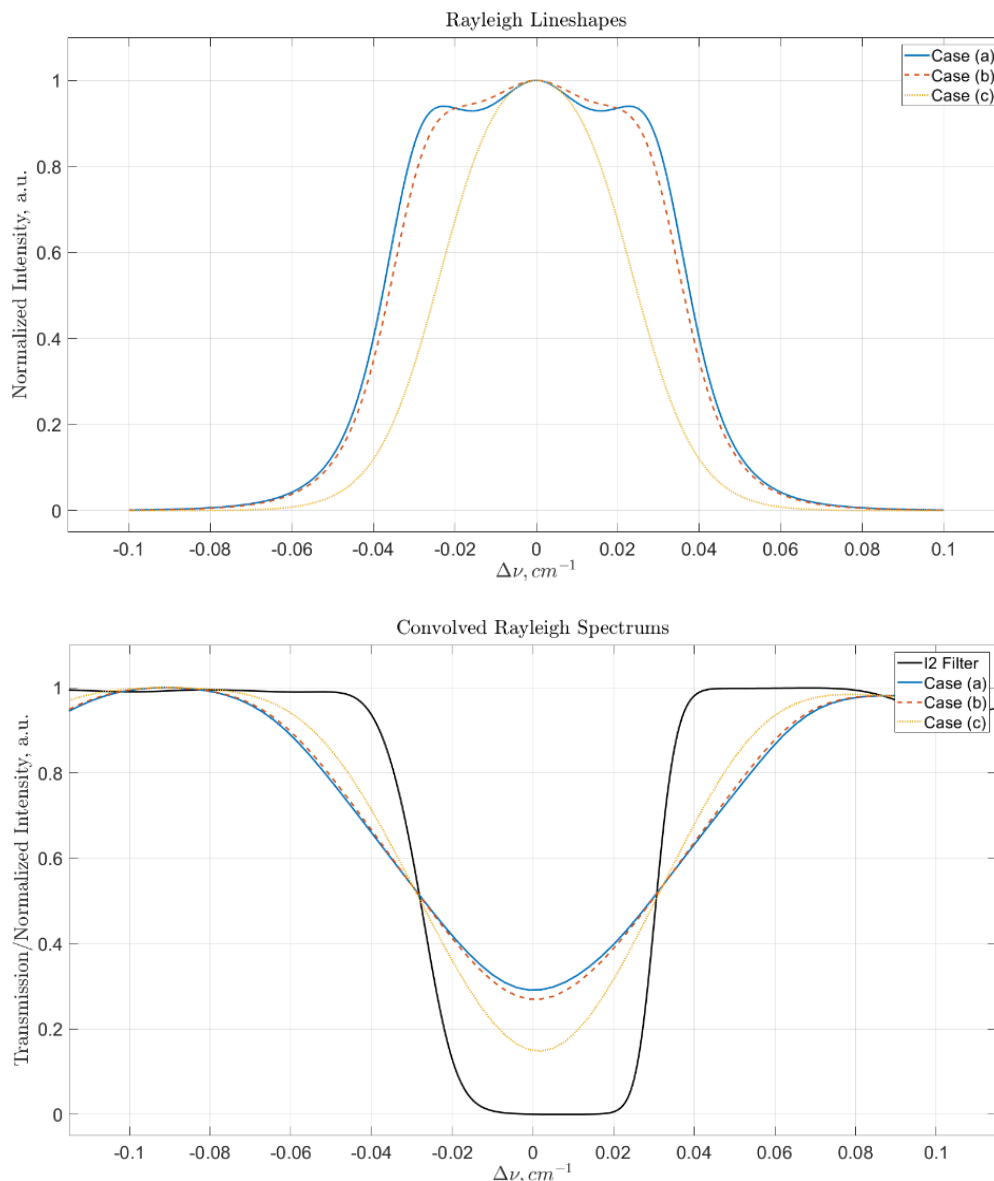 Rayleigh Lineshapes
Case (a)
Case (b)
Case (c)
Normalized Intensity, a.u.
1
0.8
0.6
0.4
0.2
0
-0.1 -0.08 -0.06 -0.04 -0.02 0 0.02 0.04 0.06 0.08 0.1
Δν, cm⁻¹
Convolved Rayleigh Spectrums
I2 Filter
Case (a)
Case (b)
Case (c)
Transmission/Normalized Intensity, a.u.
1
0.8
0.6
0.4
0.2
0
-0.1 -0.08 -0.06 -0.04 -0.02 0 0.02 0.04 0.06 0.08 0.1
Δν, cm⁻¹